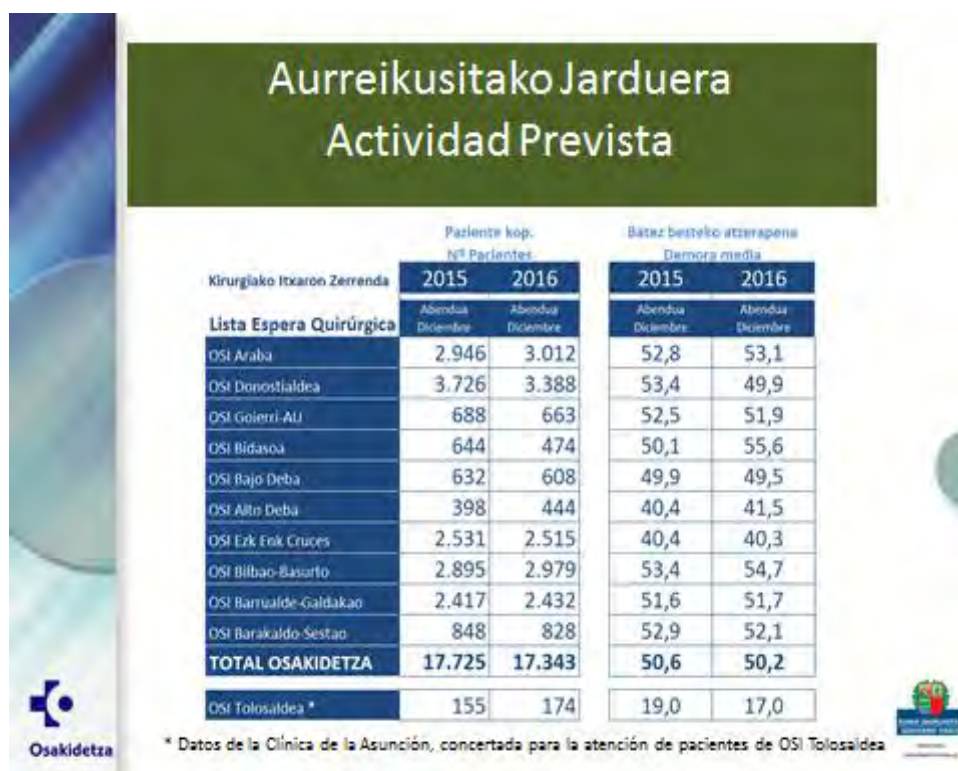 Aurreikusitako Jarduera
Actividad Prevista
Paziente kop. Batez besteko atzerapena
Nº Pacientes Demora media
Kirurgiako Itxaron Zerrenda 2015 2016 2015 2016
Lista Espera Quirúrgica Abendua Diciembre Abendua Diciembre Abendua Diciembre Abendua Diciembre
OSI Araba 2.946 3.012 52,8 53,1
OSI Donostialdea 3.726 3.388 53,4 49,9
OSI Goierri-AU 688 663 52,5 51,9
OSI Bidasoa 644 474 50,1 55,6
OSI Bajo Deba 632 608 49,9 49,5
OSI Alto Deba 398 444 40,4 41,5
OSI Ezk Enk Cruces 2.531 2.515 40,4 40,3
OSI Bilbao-Basurto 2.895 2.979 53,4 54,7
OSI Barrualde-Galdakao 2.417 2.432 51,6 51,7
OSI Barakaldo-Sestao 848 828 52,9 52,1
TOTAL OSAKIDETZA 17.725 17.343 50,6 50,2
OSI Tolosaldea * 155 174 19,0 17,0
Osakidetza
* Datos de la Clínica de la Asunción, concertada para la atención de pacientes de OSI Tolosaldea